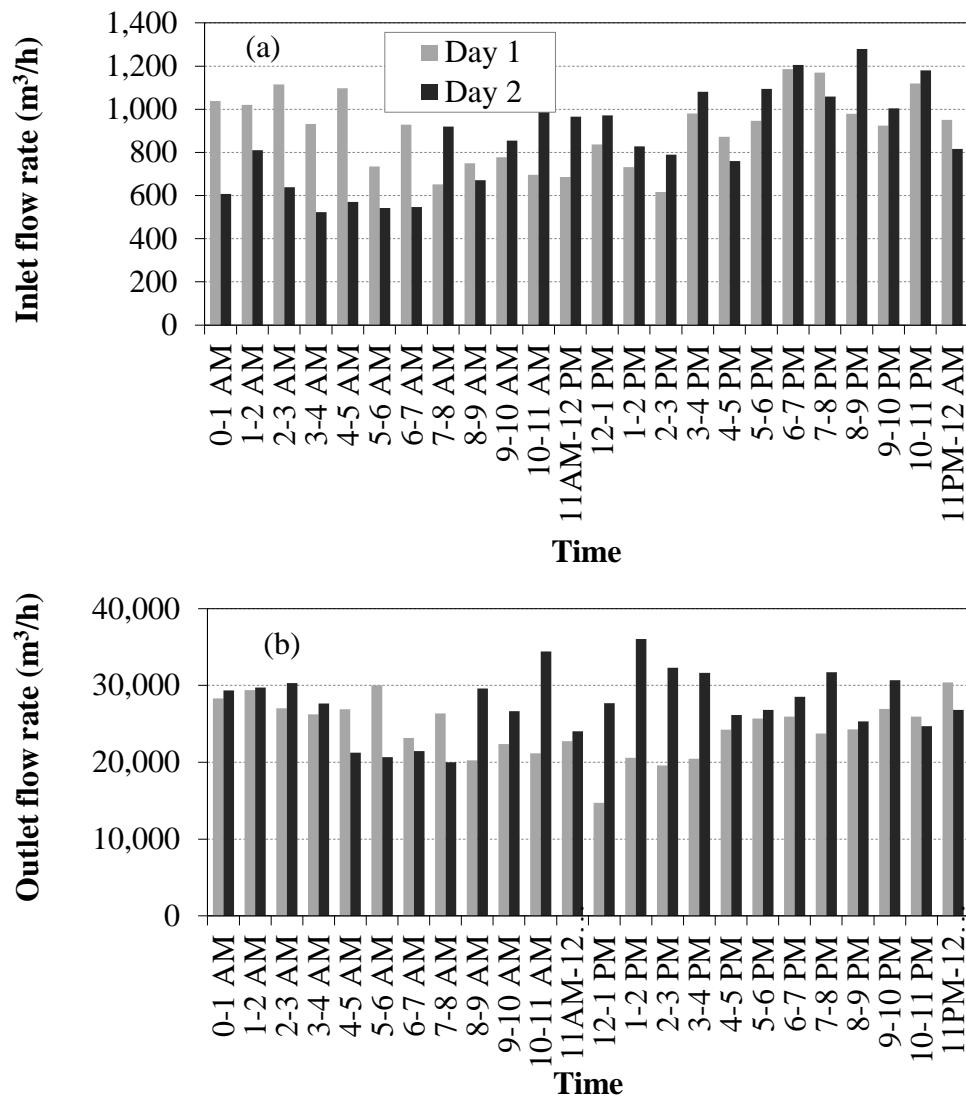 1,400
1,200
1,000
800
600
400
200
0
Inlet flow rate (m³/h)
(a)
Day 1
Day 2
0-1 AM
1-2 AM
2-3 AM
3-4 AM
4-5 AM
5-6 AM
6-7 AM
7-8 AM
8-9 AM
9-10 AM
10-11 AM
11AM-12 PM
12-1 PM
1-2 PM
2-3 PM
3-4 PM
4-5 PM
5-6 PM
6-7 PM
7-8 PM
8-9 PM
9-10 PM
10-11 PM
11PM-12 AM
Time
40,000
30,000
20,000
10,000
0
Outlet flow rate (m³/h)
(b)
0-1 AM
1-2 AM
2-3 AM
3-4 AM
4-5 AM
5-6 AM
6-7 AM
7-8 AM
8-9 AM
9-10 AM
10-11 AM
11AM-12…
12-1 PM
1-2 PM
2-3 PM
3-4 PM
4-5 PM
5-6 PM
6-7 PM
7-8 PM
8-9 PM
9-10 PM
10-11 PM
11PM-12…
Time